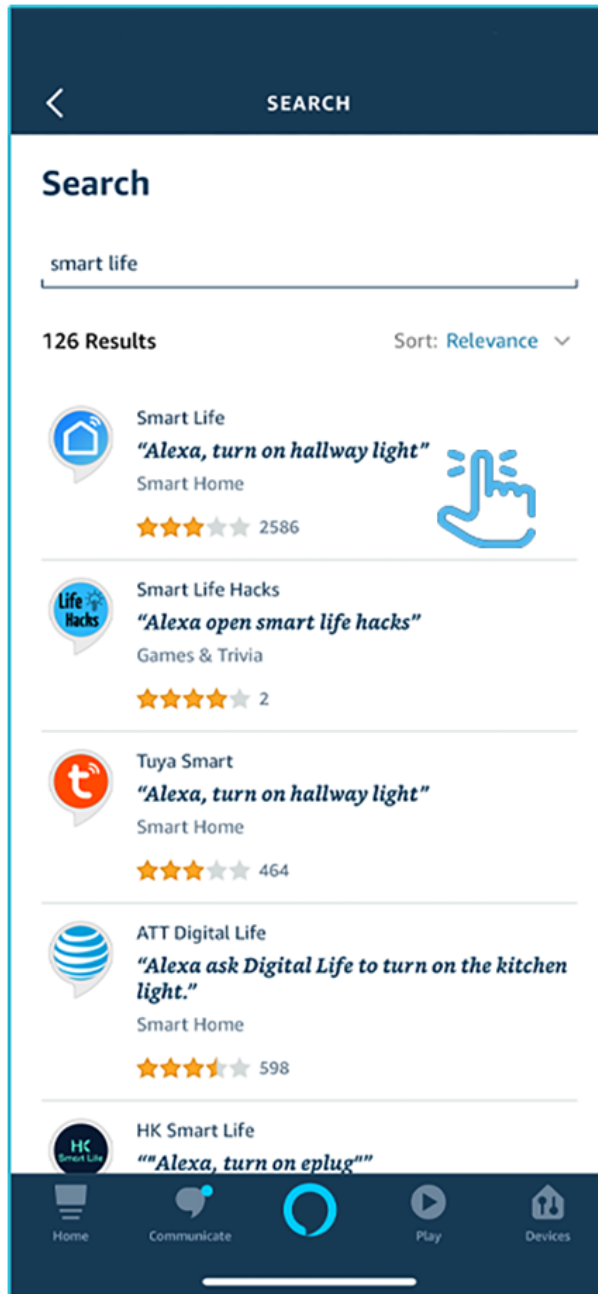 SEARCH
Search
smart life
126 Results
Sort: Relevance
Smart Life
“Alexa, turn on hallway light”
Smart Home
2586
Life
Hacks
Smart Life Hacks
“Alexa open smart life hacks”
Games & Trivia
2
t
Tuya Smart
“Alexa, turn on hallway light”
Smart Home
464
ATT Digital Life
“Alexa ask Digital Life to turn on the kitchen
light.”
Smart Home
598
HK
Smart Life
HK Smart Life
“"Alexa, turn on eplug"”
Home
Communicate
Play
Devices